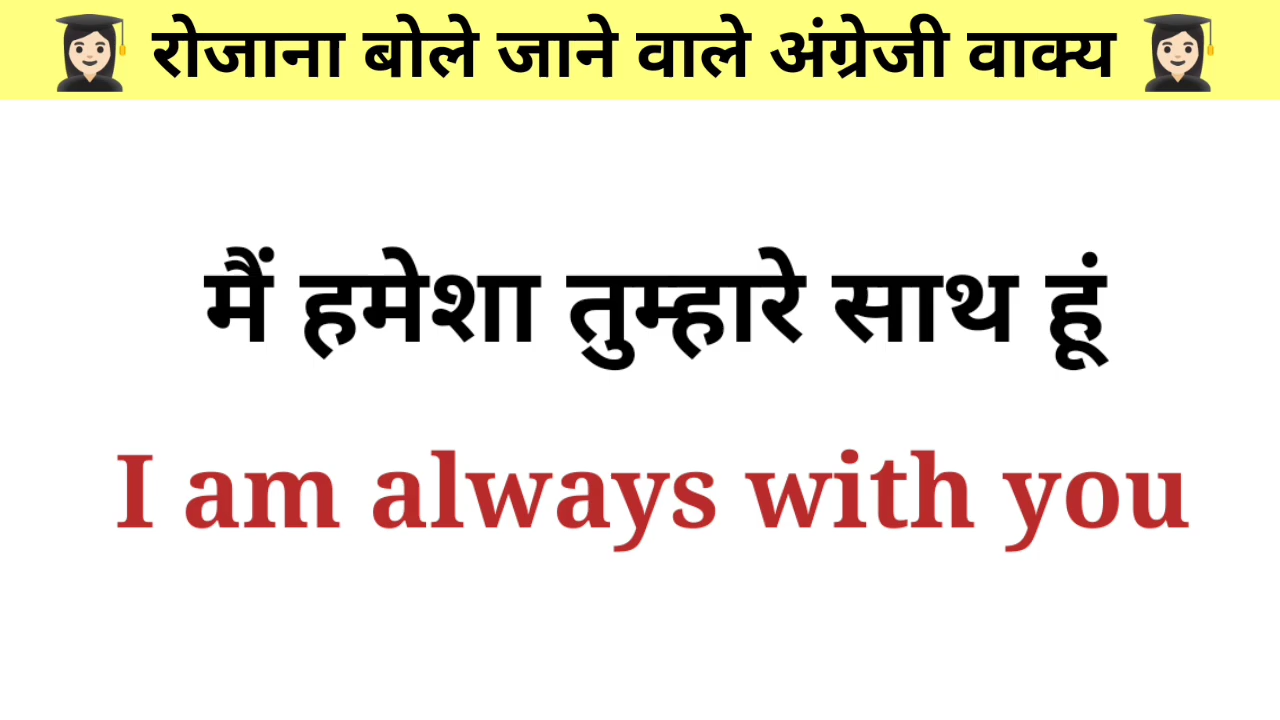 रोजाना बोले जाने वाले अंग्रेजी वाक्य
मैं हमेशा तुम्हारे साथ हूं
I am always with you